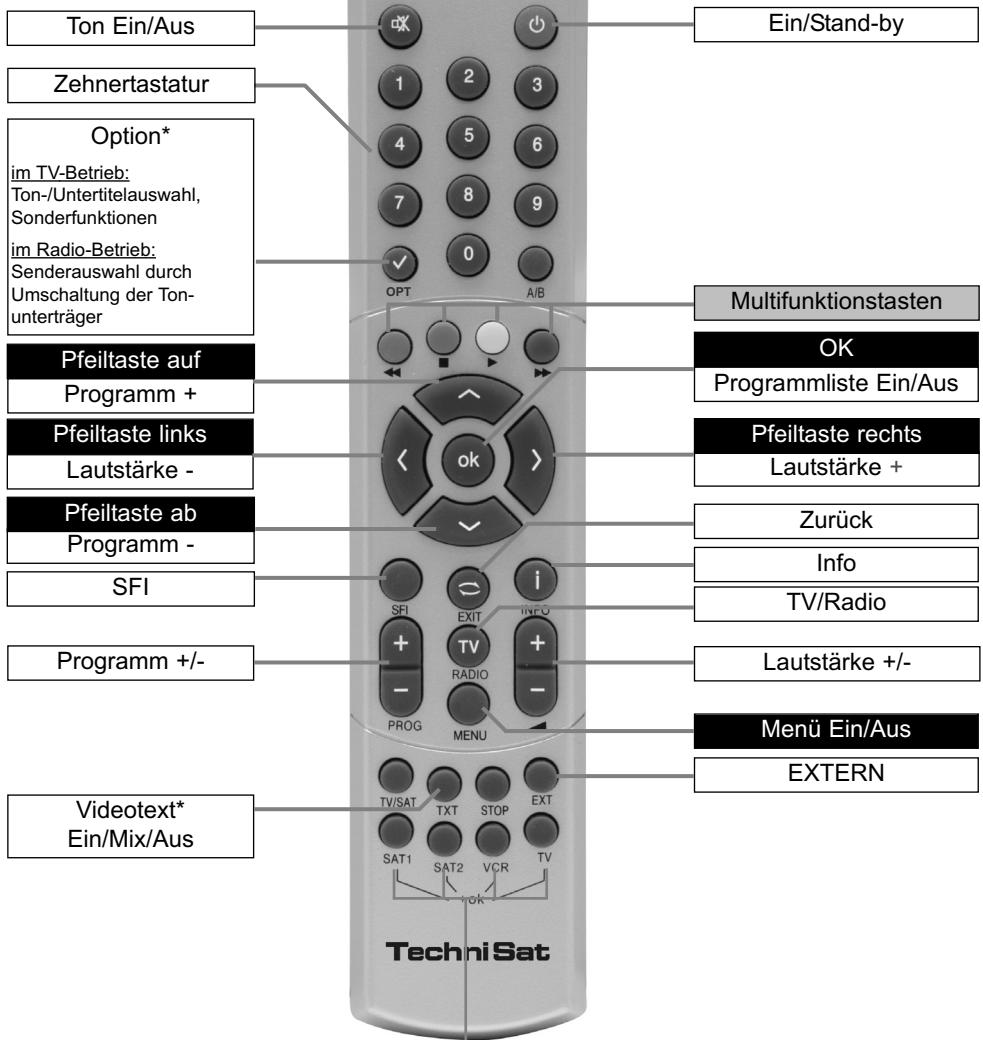 Ton Ein/Aus
Ein/Stand-by
Zehnertastatur
1
2
3
4
5
6
7
8
9
0
OPT
A/B
Option*
im TV-Betrieb:
Ton-/Untertitelauswahl,
Sonderfunktionen
im Radio-Betrieb:
Senderauswahl durch
Umschaltung der Ton-
unterträger
Multifunktionstasten
Pfeiltaste auf
Programm +
OK
Programmliste Ein/Aus
Pfeiltaste links
Lautstärke -
ok
Pfeiltaste rechts
Lautstärke +
Pfeiltaste ab
Programm -
Zurück
SFI
Info
TV/Radio
i
SFI
EXIT
INFO
Programm +/-
+
TV
+
Lautstärke +/-
RADIO
−
−
PROG
MENU
Menü Ein/Aus
EXTERN
Videotext*
Ein/Mix/Aus
TV/SAT
TXT
STOP
EXT
SAT1
SAT2
VCR
TV
+ok
TechniSat